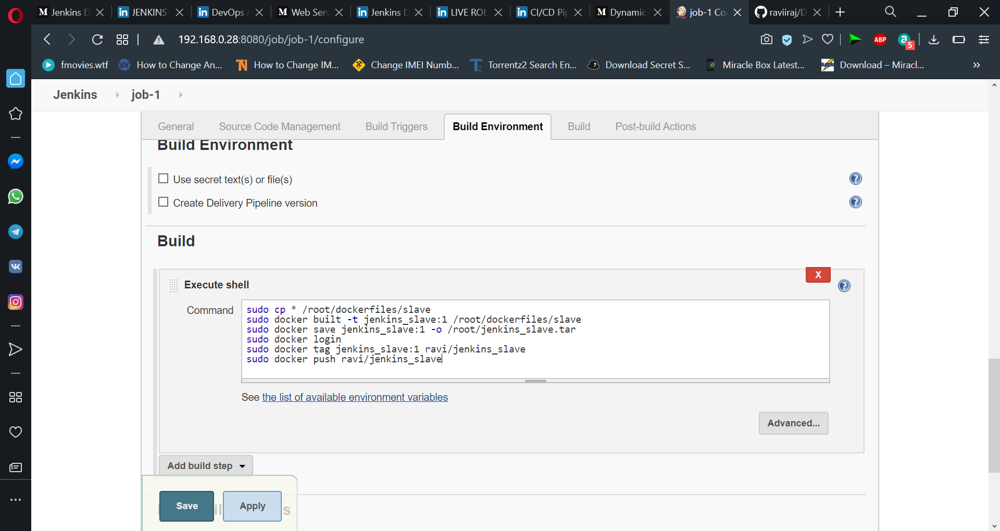 Jenkins D
JENKINS
DevOps
Web Serv
Jenkins D
LIVE ROL
CI/CD Pip
Dynamic
job-1 Co
raviiraj/D
192.168.0.28:8080/job/job-1/configure
ABP
5
fmovies.wtf
How to Change An...
How to Change IM...
Change IMEI Numb...
Torrentz2 Search En...
Download Secret S...
Miracle Box Latest...
Download – Miracl...
Jenkins
job-1
General
Source Code Management
Build Triggers
Build Environment
Build
Post-build Actions
Build Environment
Use secret text(s) or file(s)
Create Delivery Pipeline version
Build
X
Execute shell
Command
sudo cp * /root/dockerfiles/slave
sudo docker built -t jenkins_slave:1 /root/dockerfiles/slave
sudo docker save jenkins_slave:1 -o /root/jenkins_slave.tar
sudo docker login
sudo docker tag jenkins_slave:1 ravi/jenkins_slave
sudo docker push ravi/jenkins_slave
See the list of available environment variables
Advanced...
Add build step
Save
Apply